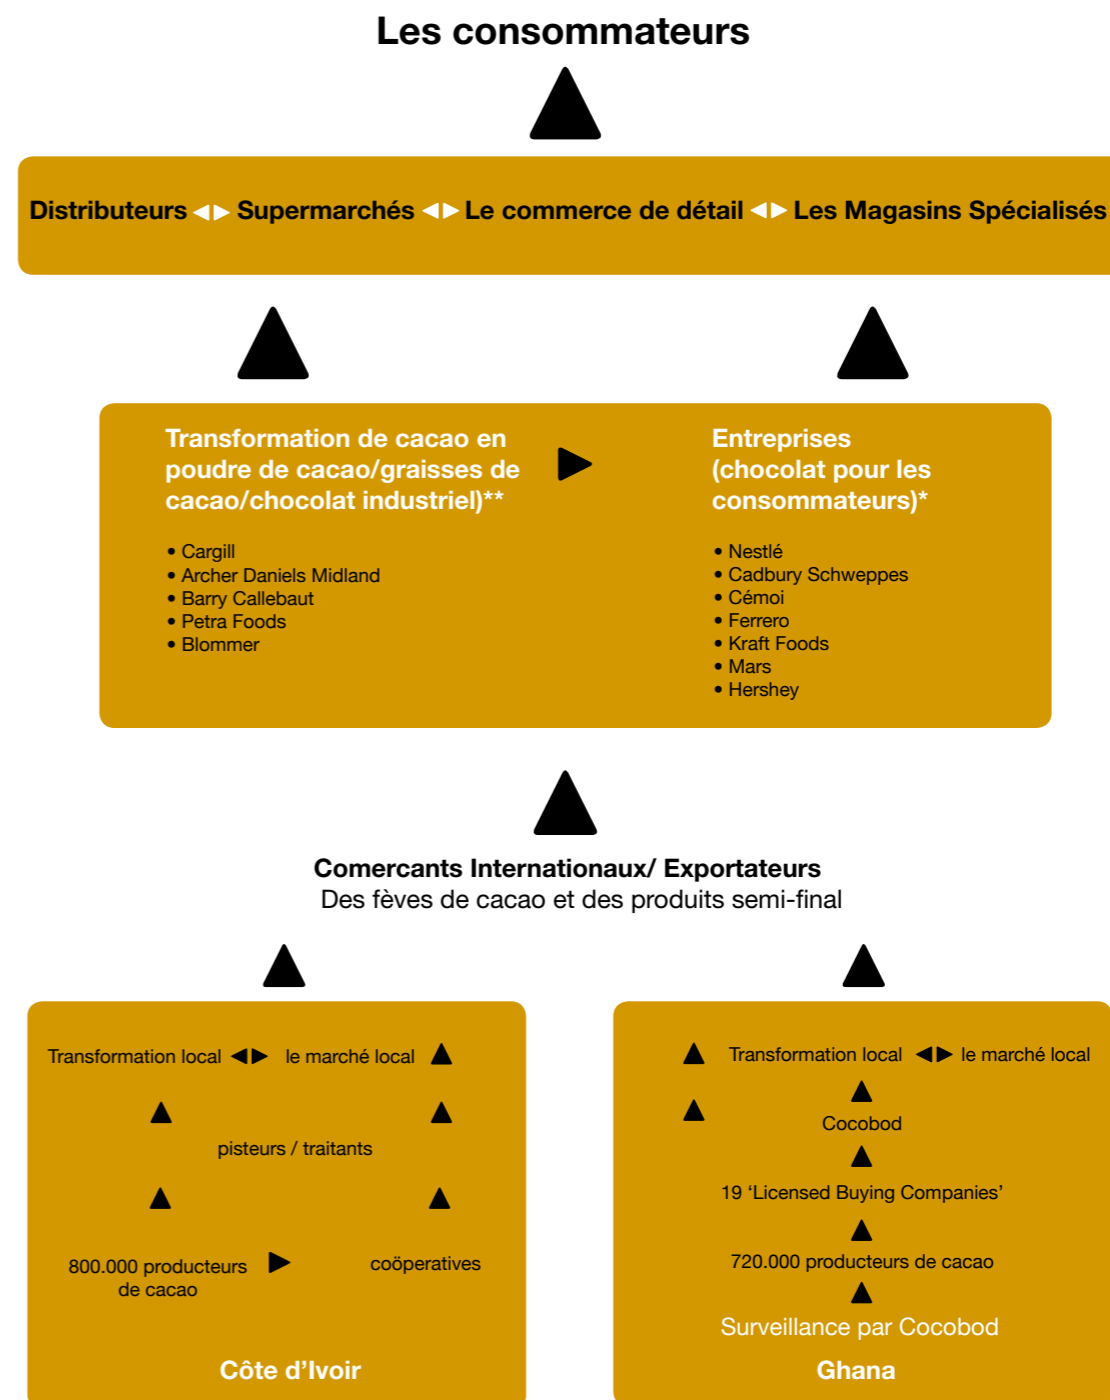 Les consommateurs
Distributeurs Supermarchés Le commerce de détail Les Magasins Spécialisés
Transformation de cacao en
poudre de cacao/graisses de
cacao/chocolat industriel)**
• Cargill
• Archer Daniels Midland
• Barry Callebaut
• Petra Foods
• Blommer
Entreprises
(chocolat pour les
consommateurs)*
• Nestlé
• Cadbury Schweppes
• Cémoi
• Ferrero
• Kraft Foods
• Mars
• Hershey
Comercants Internationaux/ Exportateurs
Des fèves de cacao et des produits semi-final
Transformation local le marché local
pisteurs / traitants
800.000 producteurs
de cacao
coöperatives
Côte d’Ivoir
Transformation local le marché local
Cocobod
19 ‘Licensed Buying Companies’
720.000 producteurs de cacao
Surveillance par Cocobod
Ghana